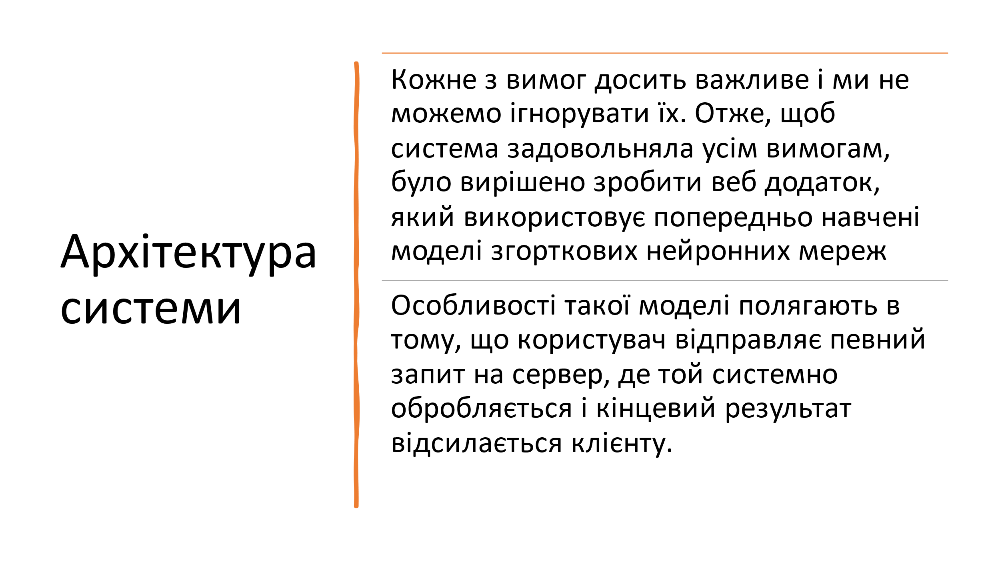 Архітектура
системи
Кожне з вимог досить важливе і ми не
можемо ігнорувати їх. Отже, щоб
система задовольняла усім вимогам,
було вирішено зробити веб додаток,
який використовує попередньо навчені
моделі згорткових нейронних мереж
Особливості такої моделі полягають в
тому, що користувач відправляє певний
запит на сервер, де той системно
обробляється і кінцевий результат
відсилається клієнту.